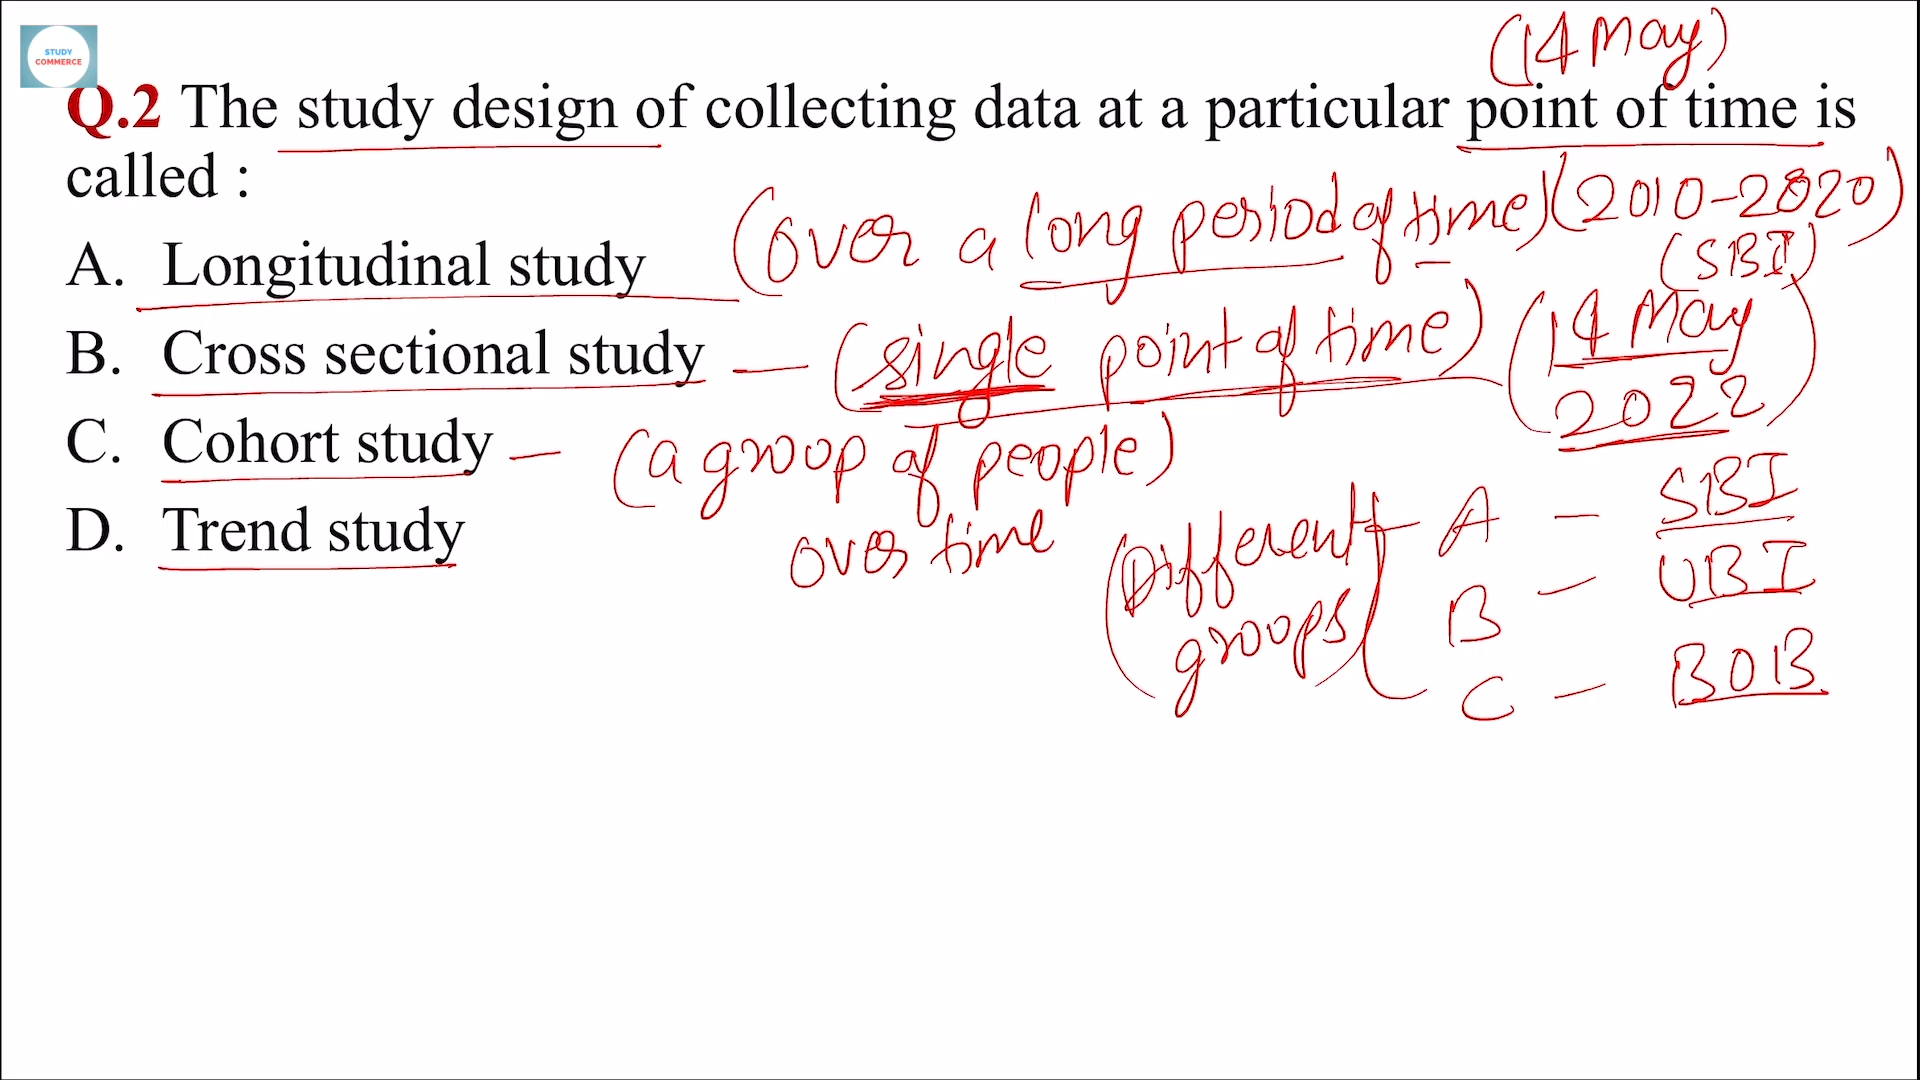 STUDY
COMMERCE
(14 May)
Q.2 The study design of collecting data at a particular point of time is
called :
A. Longitudinal study (over a long period of time) (2010-2020)
(SBI)
B. Cross sectional study — (single point of time) (14 May
2022)
C. Cohort study — (a group of people)
over time
D. Trend study
(Different
groups)
A - SBI
B - UBI
C - BOB